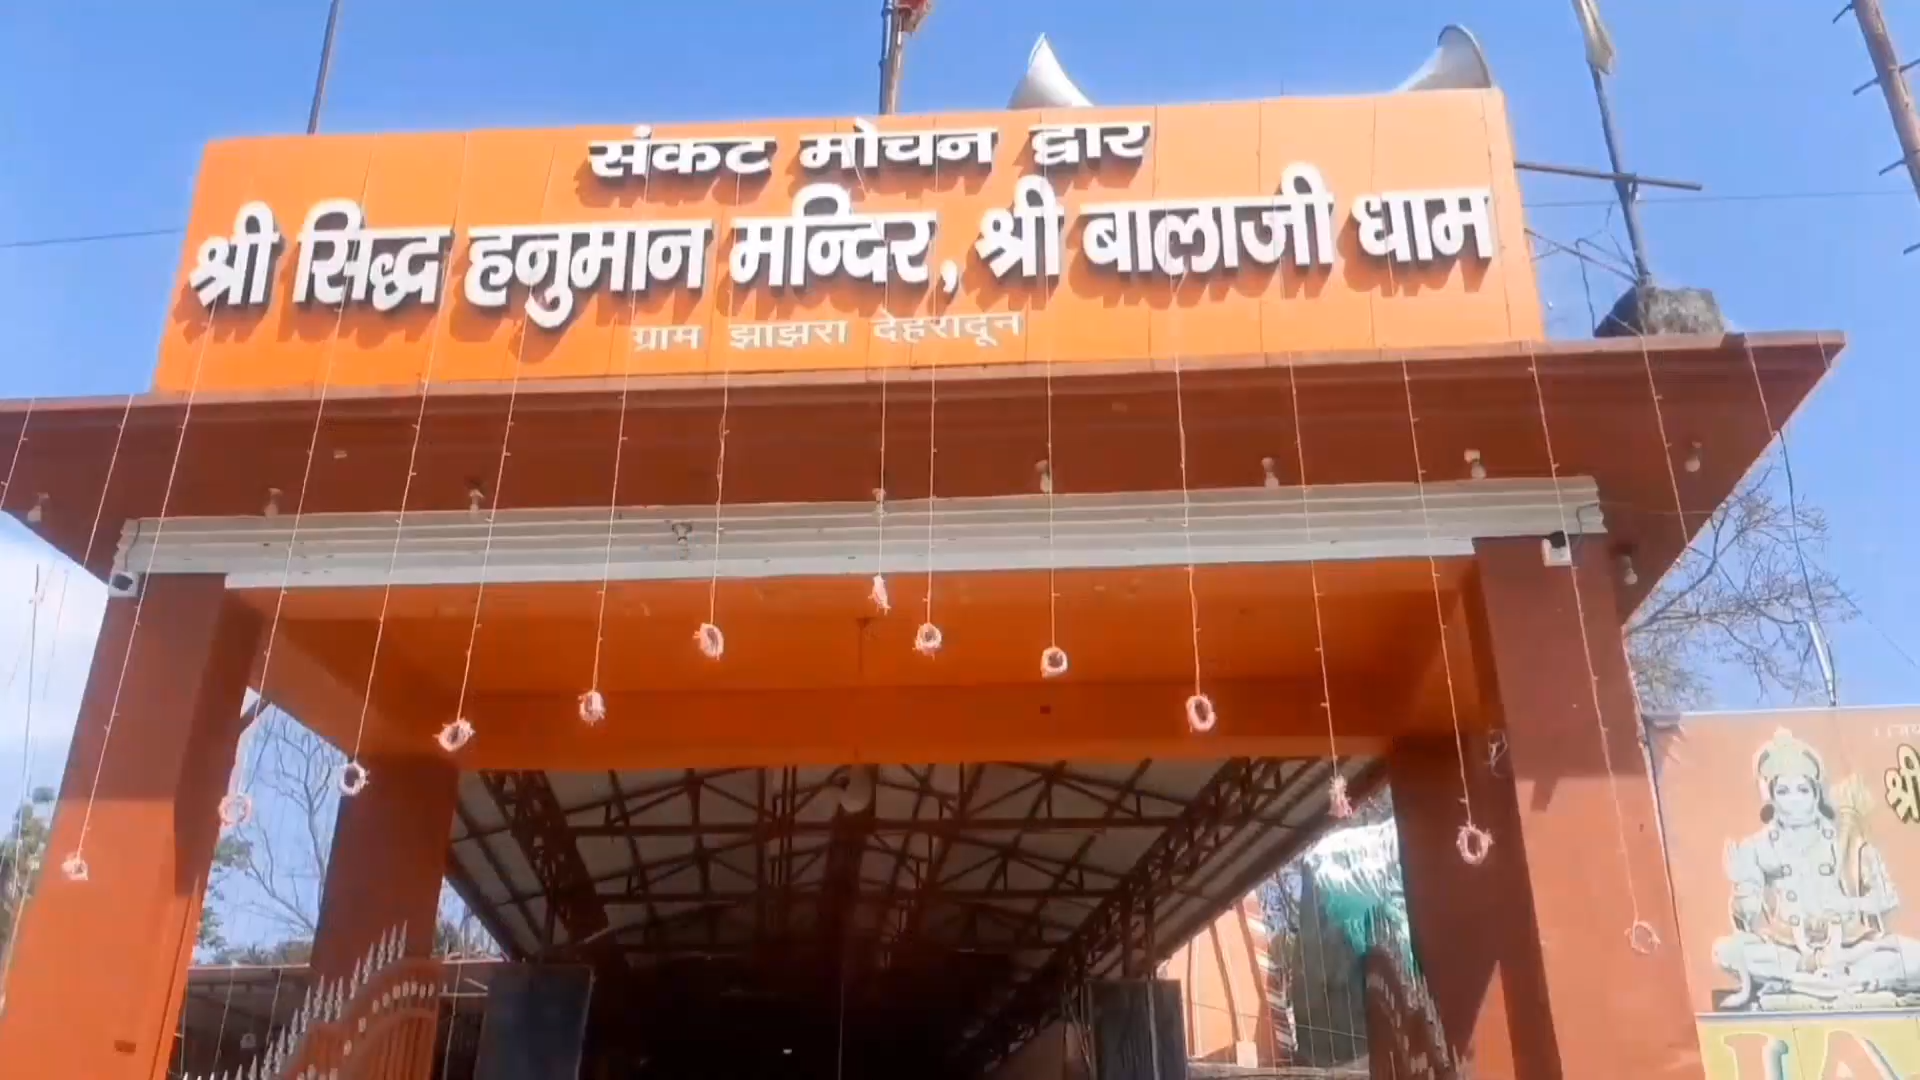 संकट मोचन द्वार
श्री सिद्ध हनुमान मन्दिर, श्री बालाजी धाम
ग्राम झाझरा देहरादून
श्री